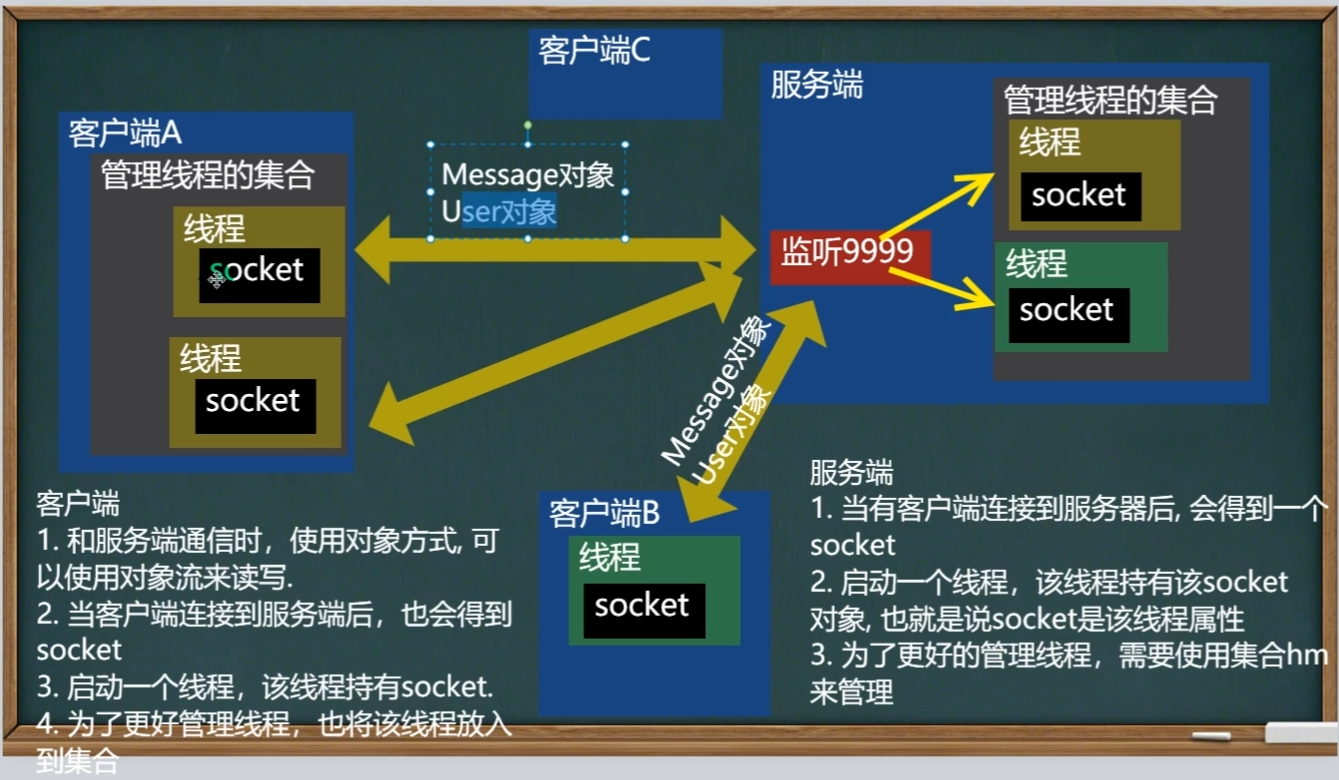 客户端C
服务端
管理线程的集合
线程
socket
监听9999
线程
socket
客户端A
管理线程的集合
线程
socket
线程
socket
Message对象
User对象
Message对象
User对象
客户端B
线程
socket
客户端
1. 和服务端通信时，使用对象方式, 可
以使用对象流来读写.
2. 当客户端连接到服务端后，也会得到
socket
3. 启动一个线程，该线程持有socket.
4. 为了更好管理线程，也将该线程放入
到集合
服务端
1. 当有客户端连接到服务器后, 会得到一个
socket
2. 启动一个线程，该线程持有该socket
对象, 也就是说socket是该线程属性
3. 为了更好的管理线程，需要使用集合hm
来管理